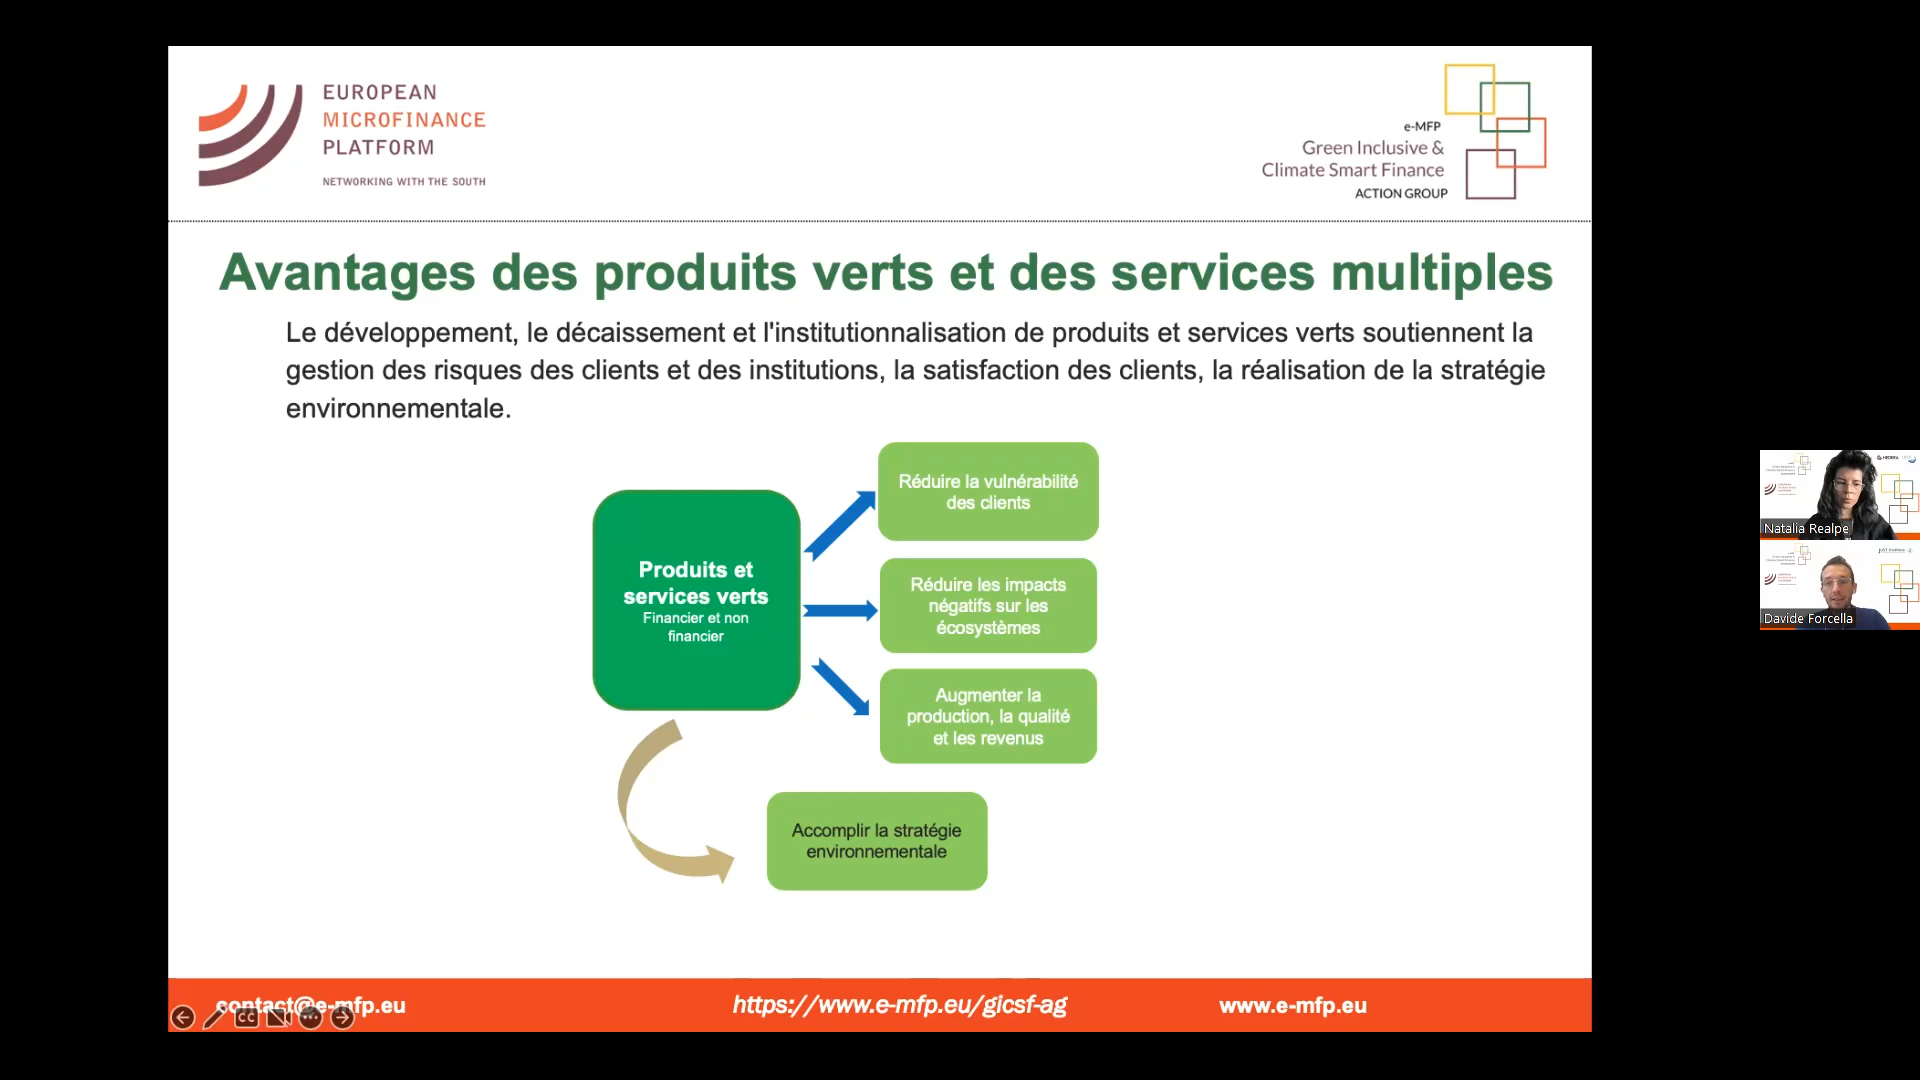 EUROPEAN
MICROFINANCE
PLATFORM
NETWORKING WITH THE SOUTH
e-MFP
Green Inclusive &
Climate Smart Finance
ACTION GROUP
Avantages des produits verts et des services multiples
Le développement, le décaissement et l'institutionnalisation de produits et services verts soutiennent la
gestion des risques des clients et des institutions, la satisfaction des clients, la réalisation de la stratégie
environnementale.
Produits et
services verts
Financier et non
financier
Réduire la vulnérabilité
des clients
Réduire les impacts
négatifs sur les
écosystèmes
Augmenter la
production, la qualité
et les revenus
Accomplir la stratégie
environnementale
contact@e-mfp.eu
https://www.e-mfp.eu/gicsf-ag
www.e-mfp.eu
CC
Natalia Realpe
Davide Forcella